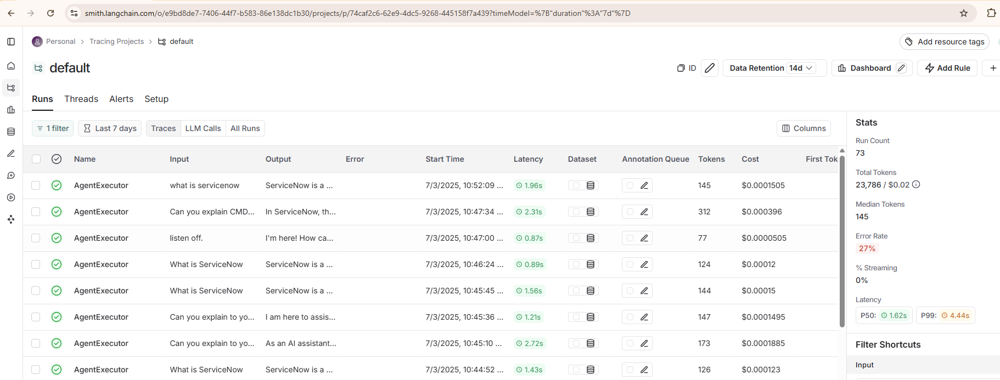 smith.langchain.com/o/e9bd8de7-7406-44f7-b583-86e138dc1b30/projects/p/74caf2c6-62e9-4dc5-9268-445158f7a439?timeModel=%7B"duration"%3A"7d"%7D
Personal > Tracing Projects > default
Add resource tags
default
ID
Data Retention 14d
Dashboard
Add Rule
Runs Threads Alerts Setup
1 filter Last 7 days Traces LLM Calls All Runs Columns
Name Input Output Error Start Time Latency Dataset Annotation Queue Tokens Cost First Tok
AgentExecutor what is servicenow ServiceNow is a ... 7/3/2025, 10:52:09 ... 1.96s 145 $0.0001505
AgentExecutor Can you explain CMD... In ServiceNow, th... 7/3/2025, 10:47:34 ... 2.31s 312 $0.000396
AgentExecutor listen off. I'm here! How ca... 7/3/2025, 10:47:00 ... 0.87s 77 $0.0000505
AgentExecutor What is ServiceNow ServiceNow is a ... 7/3/2025, 10:46:24 ... 0.89s 124 $0.00012
AgentExecutor What is ServiceNow ServiceNow is a ... 7/3/2025, 10:45:45 ... 1.56s 144 $0.00015
AgentExecutor Can you explain to yo... I am here to assis... 7/3/2025, 10:45:36 ... 1.21s 147 $0.0001495
AgentExecutor Can you explain to yo... As an AI assistant... 7/3/2025, 10:45:10 ... 2.72s 173 $0.0001885
AgentExecutor What is ServiceNow ServiceNow is a ... 7/3/2025, 10:44:52 ... 1.43s 126 $0.000123
Stats
Run Count
73
Total Tokens
23,786 / $0.02
Median Tokens
145
Error Rate
27%
% Streaming
0%
Latency
P50: 1.62s P99: 4.44s
Filter Shortcuts
Input